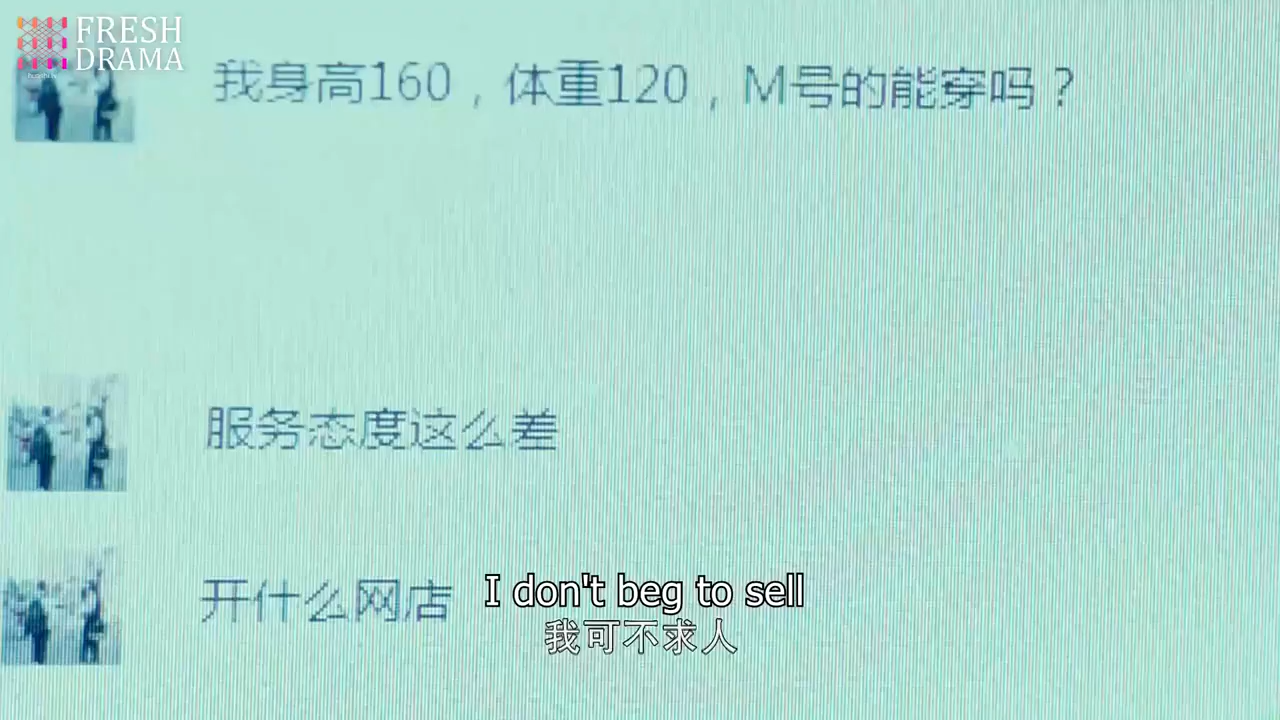 FRESH
DRAMA
我身高160，体重120，M号的能穿吗？
服务态度这么差
开什么网店
I don't beg to sell
我可不求人